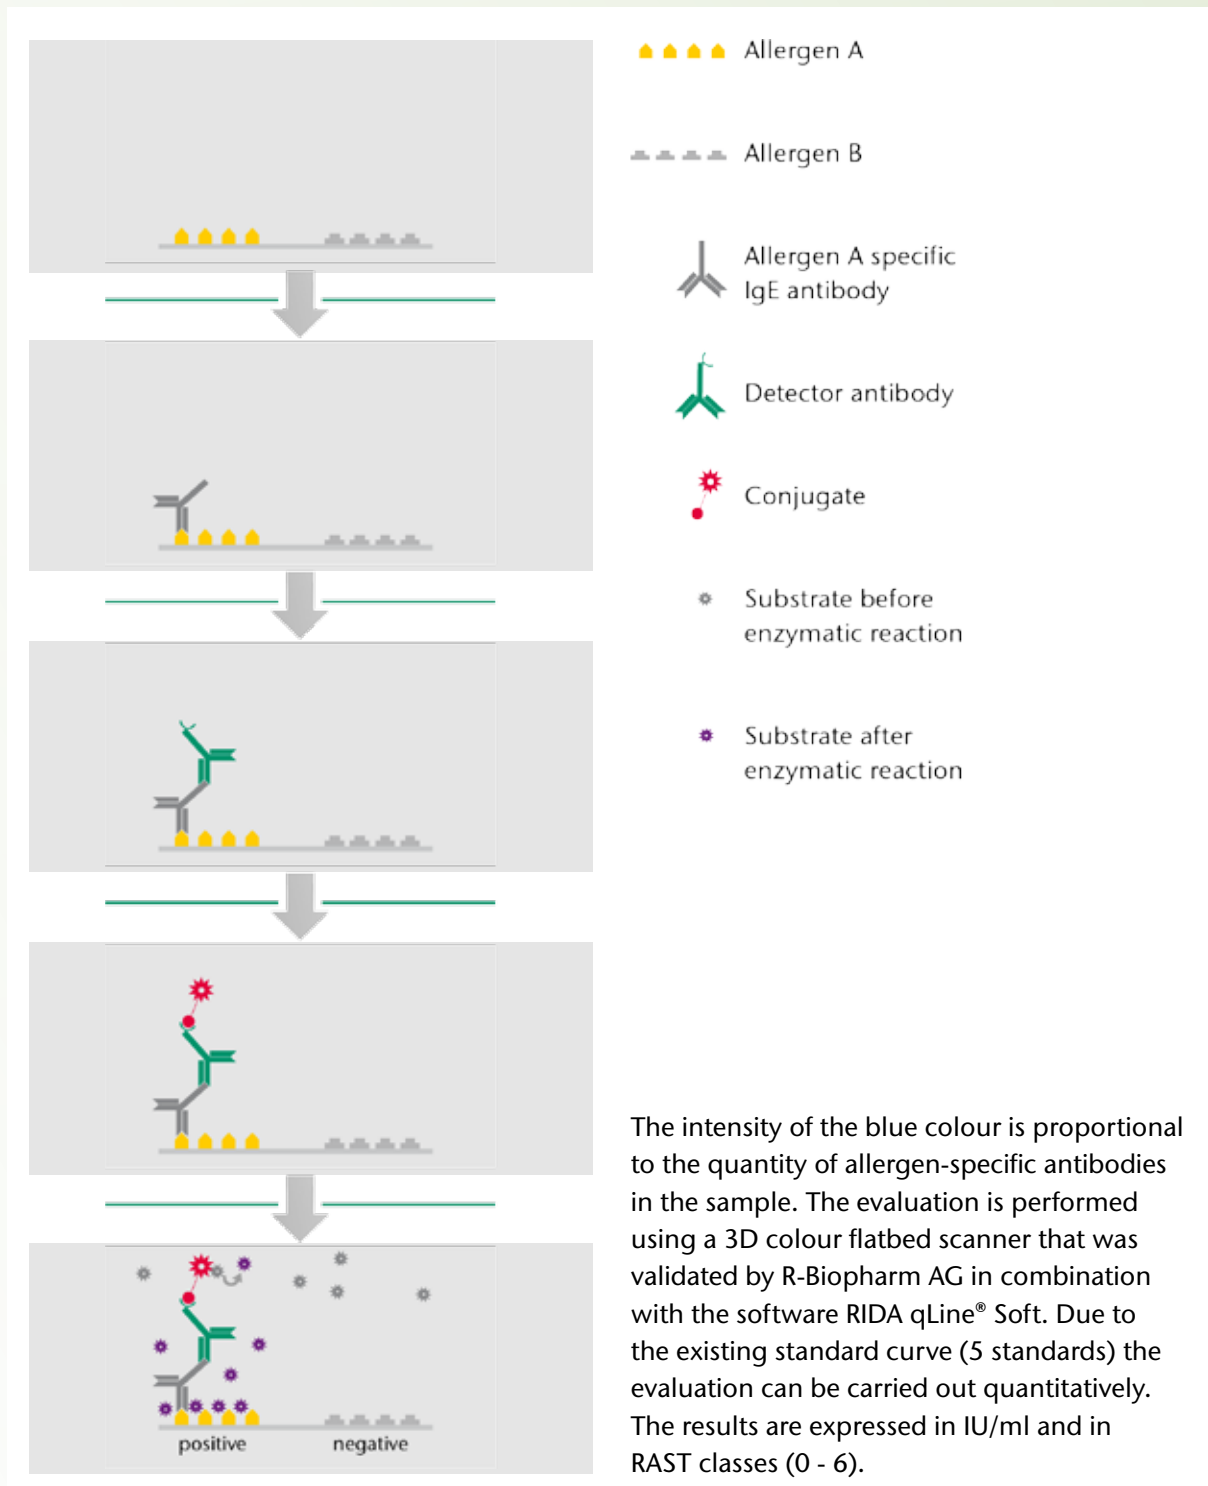 Allergen A
Allergen B
Allergen A specific
IgE antibody
Detector antibody
Conjugate
Substrate before
enzymatic reaction
Substrate after
enzymatic reaction
positive
negative
The intensity of the blue colour is proportional
to the quantity of allergen-specific antibodies
in the sample. The evaluation is performed
using a 3D colour flatbed scanner that was
validated by R-Biopharm AG in combination
with the software RIDA qLine® Soft. Due to
the existing standard curve (5 standards) the
evaluation can be carried out quantitatively.
The results are expressed in IU/ml and in
RAST classes (0 - 6).